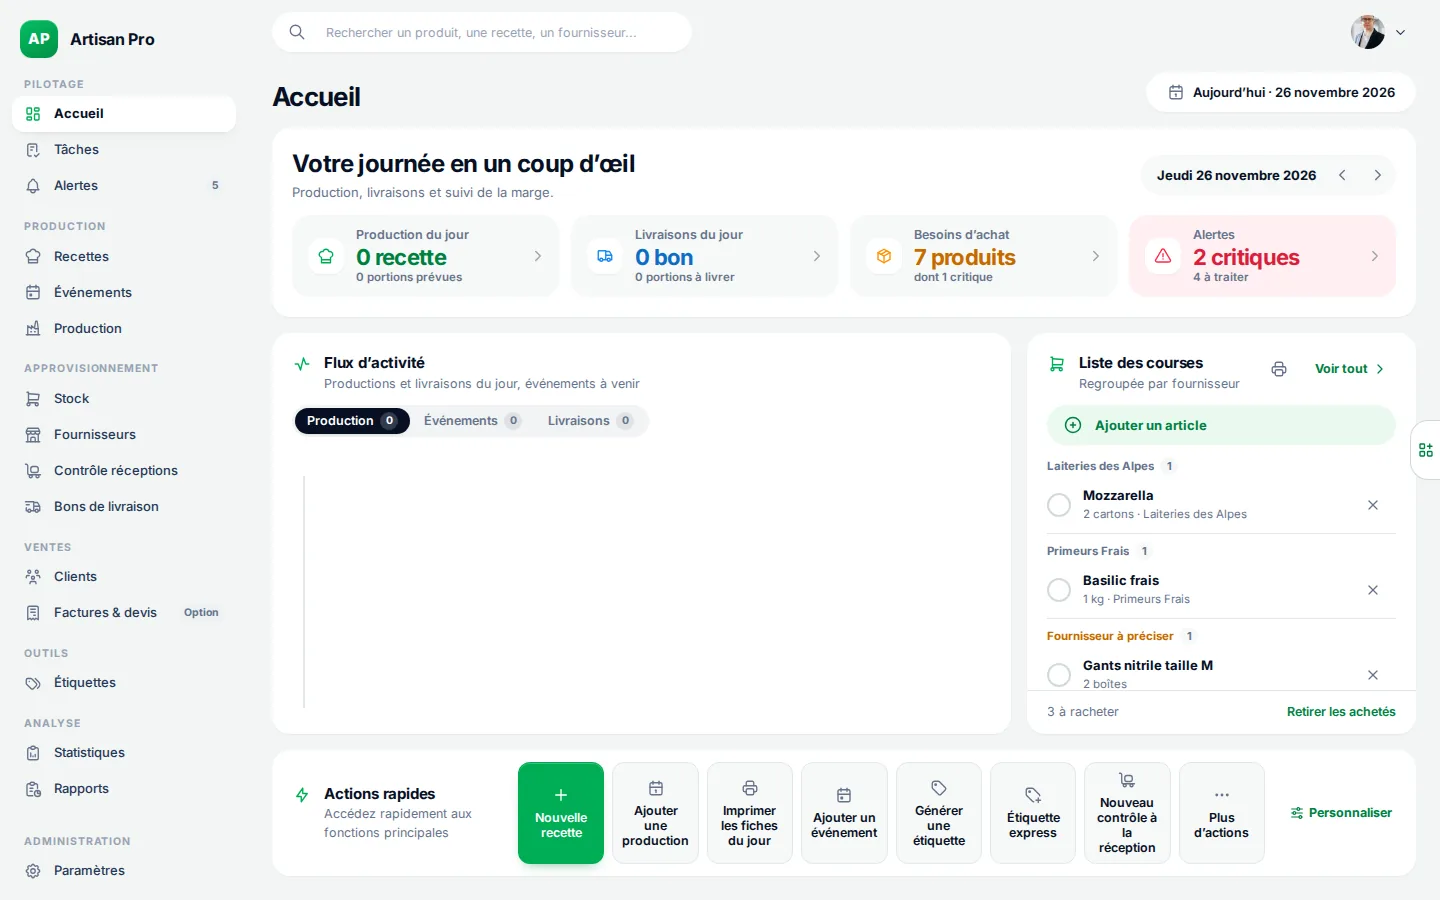 AP
Artisan Pro
Rechercher un produit, une recette, un fournisseur...
PILOTAGE
Accueil
Tâches
Alertes 5
PRODUCTION
Recettes
Événements
Production
APPROVISIONNEMENT
Stock
Fournisseurs
Contrôle réceptions
Bons de livraison
VENTES
Clients
Factures & devis Option
OUTILS
Étiquettes
ANALYSE
Statistiques
Rapports
ADMINISTRATION
Paramètres
Accueil
Aujourd'hui · 26 novembre 2026
Votre journée en un coup d'œil
Production, livraisons et suivi de la marge.
Jeudi 26 novembre 2026
Production du jour
0 recette
0 portions prévues
Livraisons du jour
0 bon
0 portions à livrer
Besoins d'achat
7 produits
dont 1 critique
Alertes
2 critiques
4 à traiter
Flux d'activité
Productions et livraisons du jour, événements à venir
Production 0
Événements 0
Livraisons 0
Liste des courses
Regroupée par fournisseur
Voir tout
Ajouter un article
Laiteries des Alpes 1
Mozzarella
2 cartons · Laiteries des Alpes
Primeurs Frais 1
Basilic frais
1 kg · Primeurs Frais
Fournisseur à préciser 1
Gants nitrile taille M
2 boîtes
3 à racheter
Retirer les achetés
Actions rapides
Accédez rapidement aux
fonctions principales
Nouvelle
recette
Ajouter
une
production
Imprimer
les fiches
du jour
Ajouter un
événement
Générer
une
étiquette
Étiquette
express
Nouveau
contrôle à
la
réception
Plus
d'actions
Personnaliser